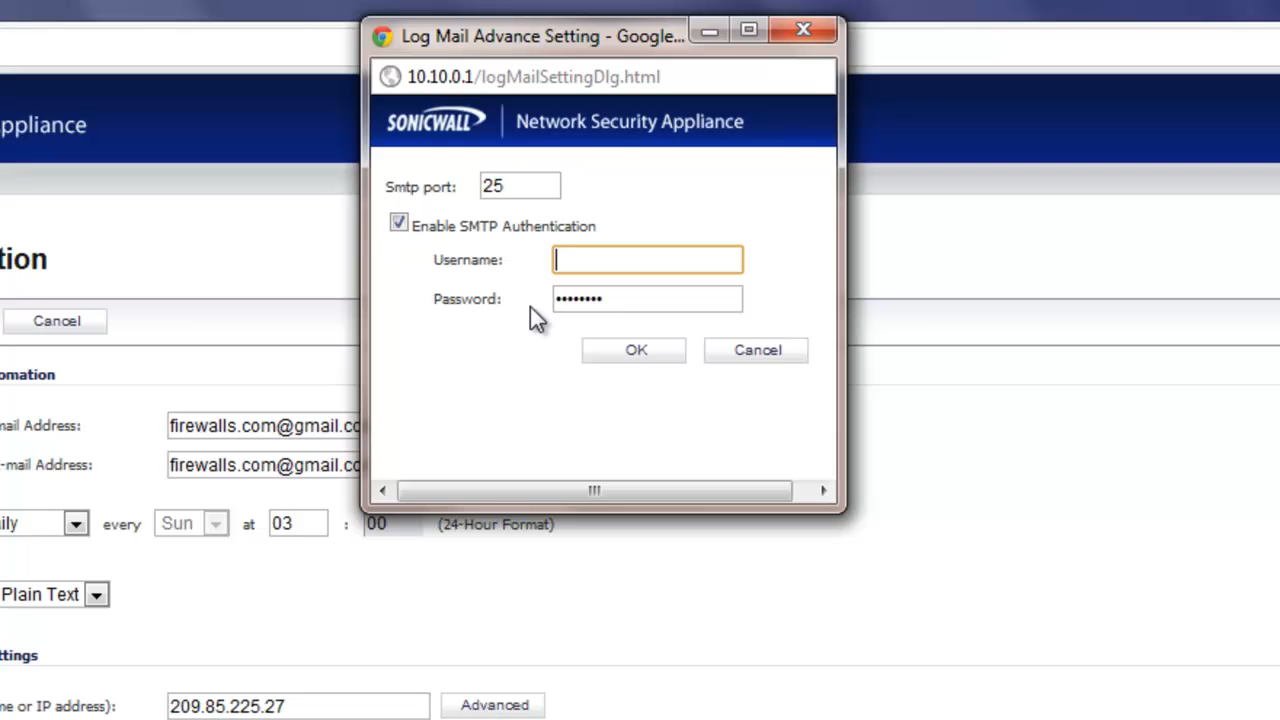 Log Mail Advance Setting - Google...
10.10.0.1/logMailSettingDlg.html
ppliance
SONICWALL Network Security Appliance
Smtp port: 25
Enable SMTP Authentication
Username:
Password: ••••••••
OK Cancel
tion
Cancel
omation
mail Address: firewalls.com@gmail.co
-mail Address: firewalls.com@gmail.co
ily every Sun at 03 : 00 (24-Hour Format)
Plain Text
ttings
me or IP address): 209.85.225.27 Advanced